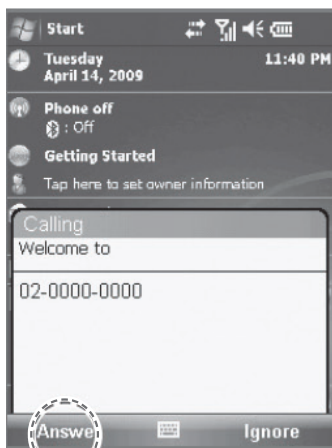 Start
Tuesday 11:40 PM
April 14, 2009
Phone off
: Off
Getting Started
Tap here to set owner information
Calling
Welcome to
02-0000-0000
Answer Ignore